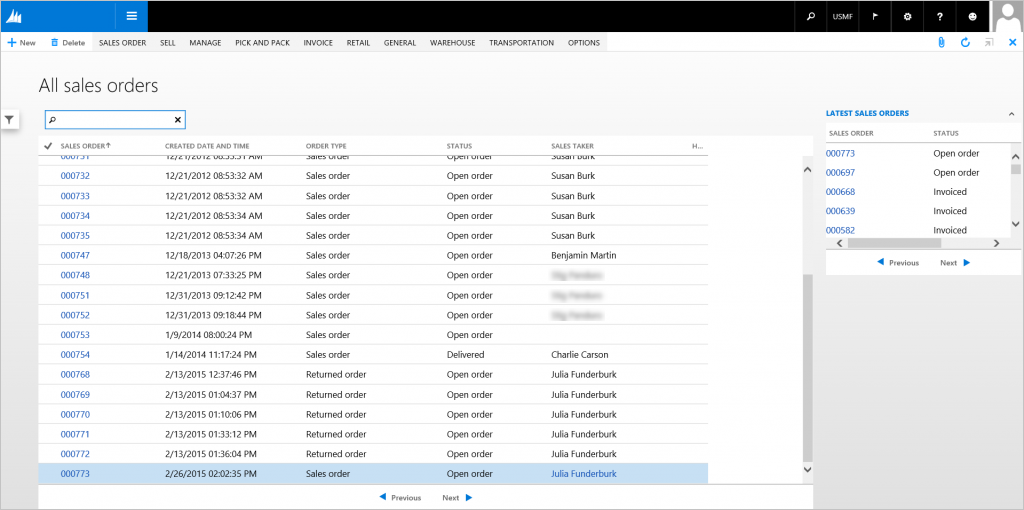 USMF ?
New Delete SALES ORDER SELL MANAGE PICK AND PACK INVOICE RETAIL GENERAL WAREHOUSE TRANSPORTATION OPTIONS
All sales orders
SALES ORDER CREATED DATE AND TIME ORDER TYPE STATUS SALES TAKER H...
000731 12/21/2012 08:53:31 AM Sales order Open order Susan Burk
000732 12/21/2012 08:53:32 AM Sales order Open order Susan Burk
000733 12/21/2012 08:53:32 AM Sales order Open order Susan Burk
000734 12/21/2012 08:53:34 AM Sales order Open order Susan Burk
000735 12/21/2012 08:53:34 AM Sales order Open order Susan Burk
000747 12/18/2013 04:07:26 PM Sales order Open order Benjamin Martin
000748 12/21/2013 07:33:25 PM Sales order Open order
000751 12/31/2013 09:12:42 PM Sales order Open order
000752 12/31/2013 09:18:44 PM Sales order Open order
000753 1/9/2014 08:00:24 PM Sales order Open order
000754 1/14/2014 11:17:24 PM Sales order Delivered Charlie Carson
000768 2/13/2015 12:37:46 PM Returned order Open order Julia Funderburk
000769 2/13/2015 01:04:37 PM Returned order Open order Julia Funderburk
000770 2/13/2015 01:10:06 PM Returned order Open order Julia Funderburk
000771 2/13/2015 01:33:12 PM Returned order Open order Julia Funderburk
000772 2/13/2015 01:36:04 PM Returned order Open order Julia Funderburk
000773 2/26/2015 02:02:35 PM Sales order Open order Julia Funderburk
Previous Next
LATEST SALES ORDERS
SALES ORDER STATUS
000773 Open order
000697 Open order
000668 Invoiced
000639 Invoiced
000582 Invoiced
Previous Next